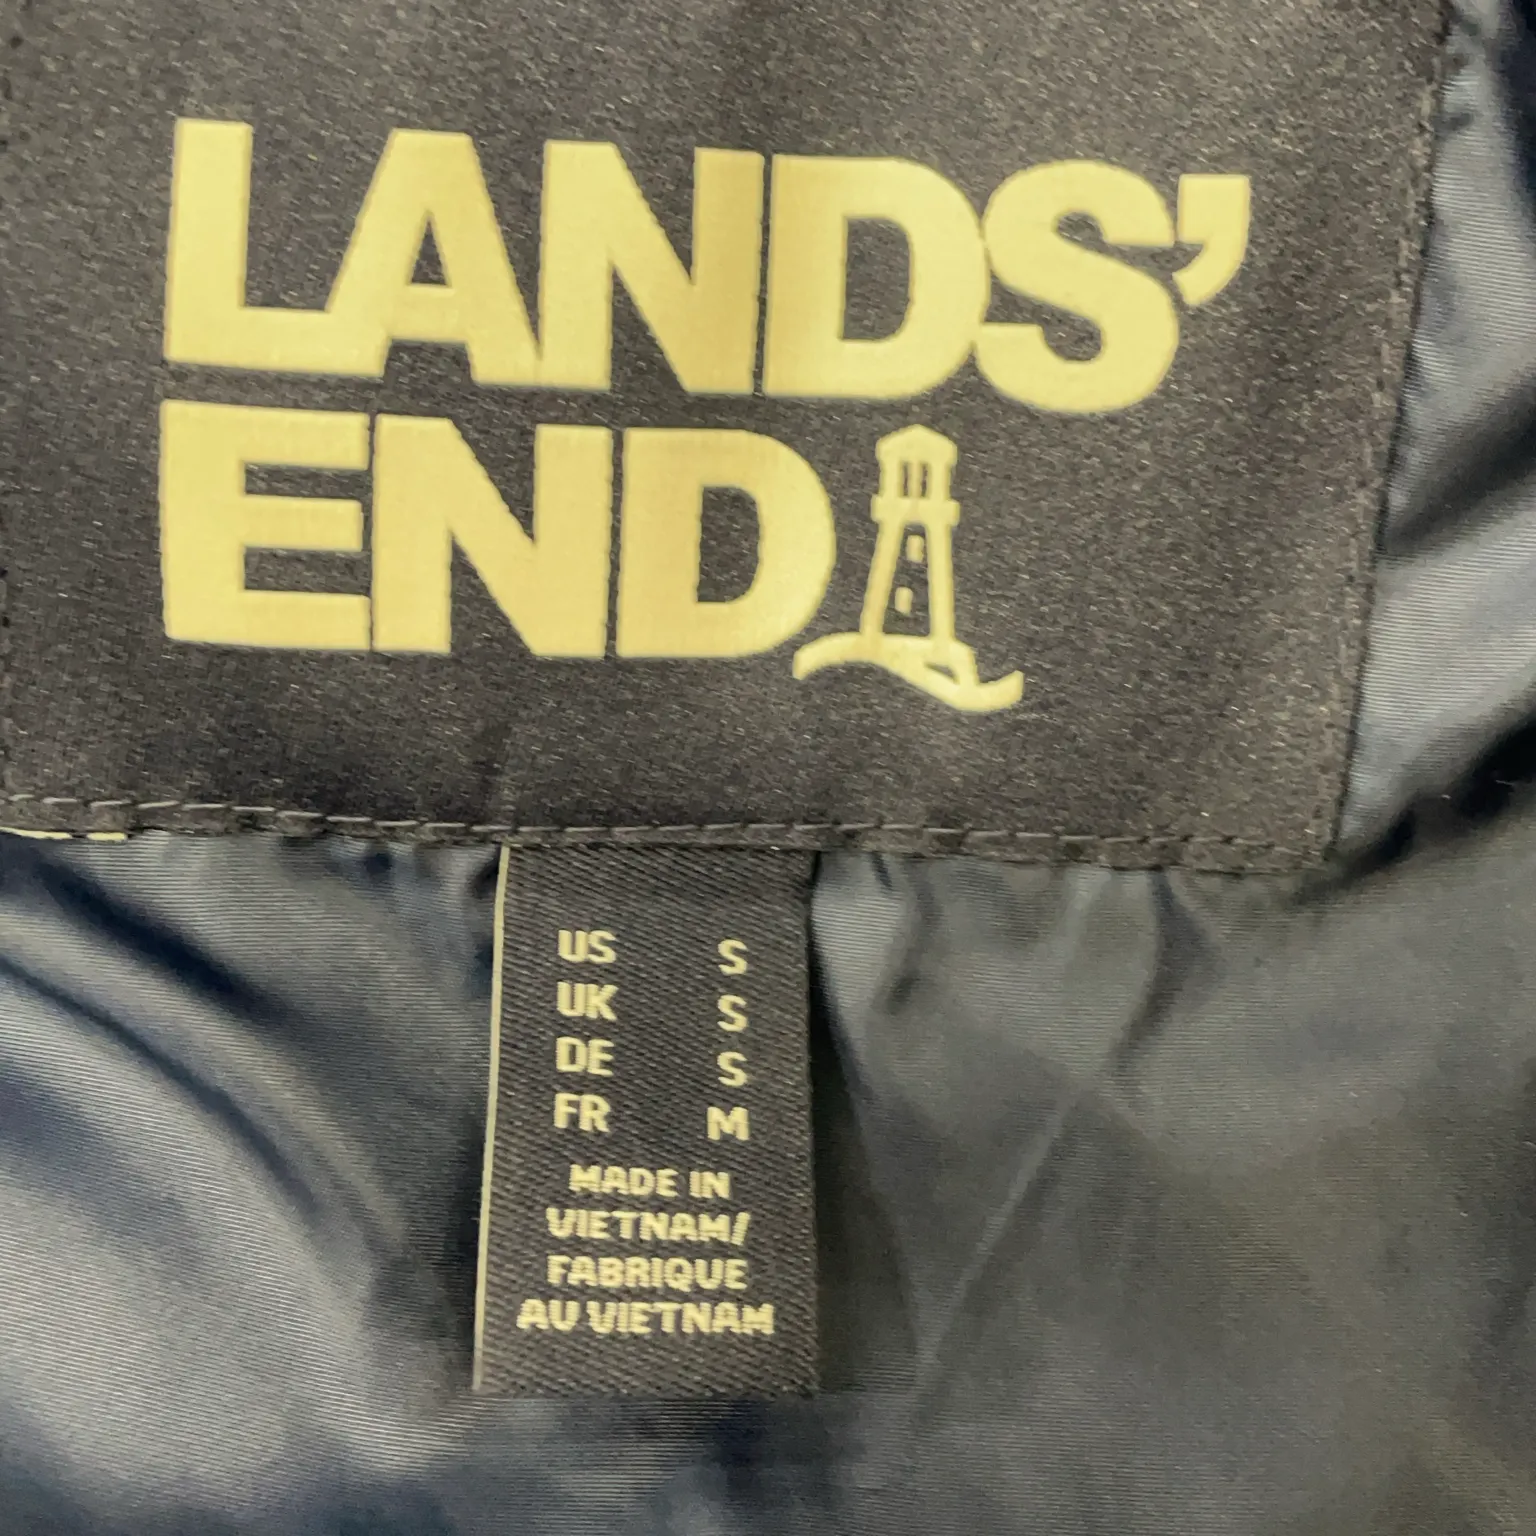 LANDS'
END
US S
UK S
DE S
FR M
MADE IN
VIETNAM/
FABRIQUE
AU VIETNAM